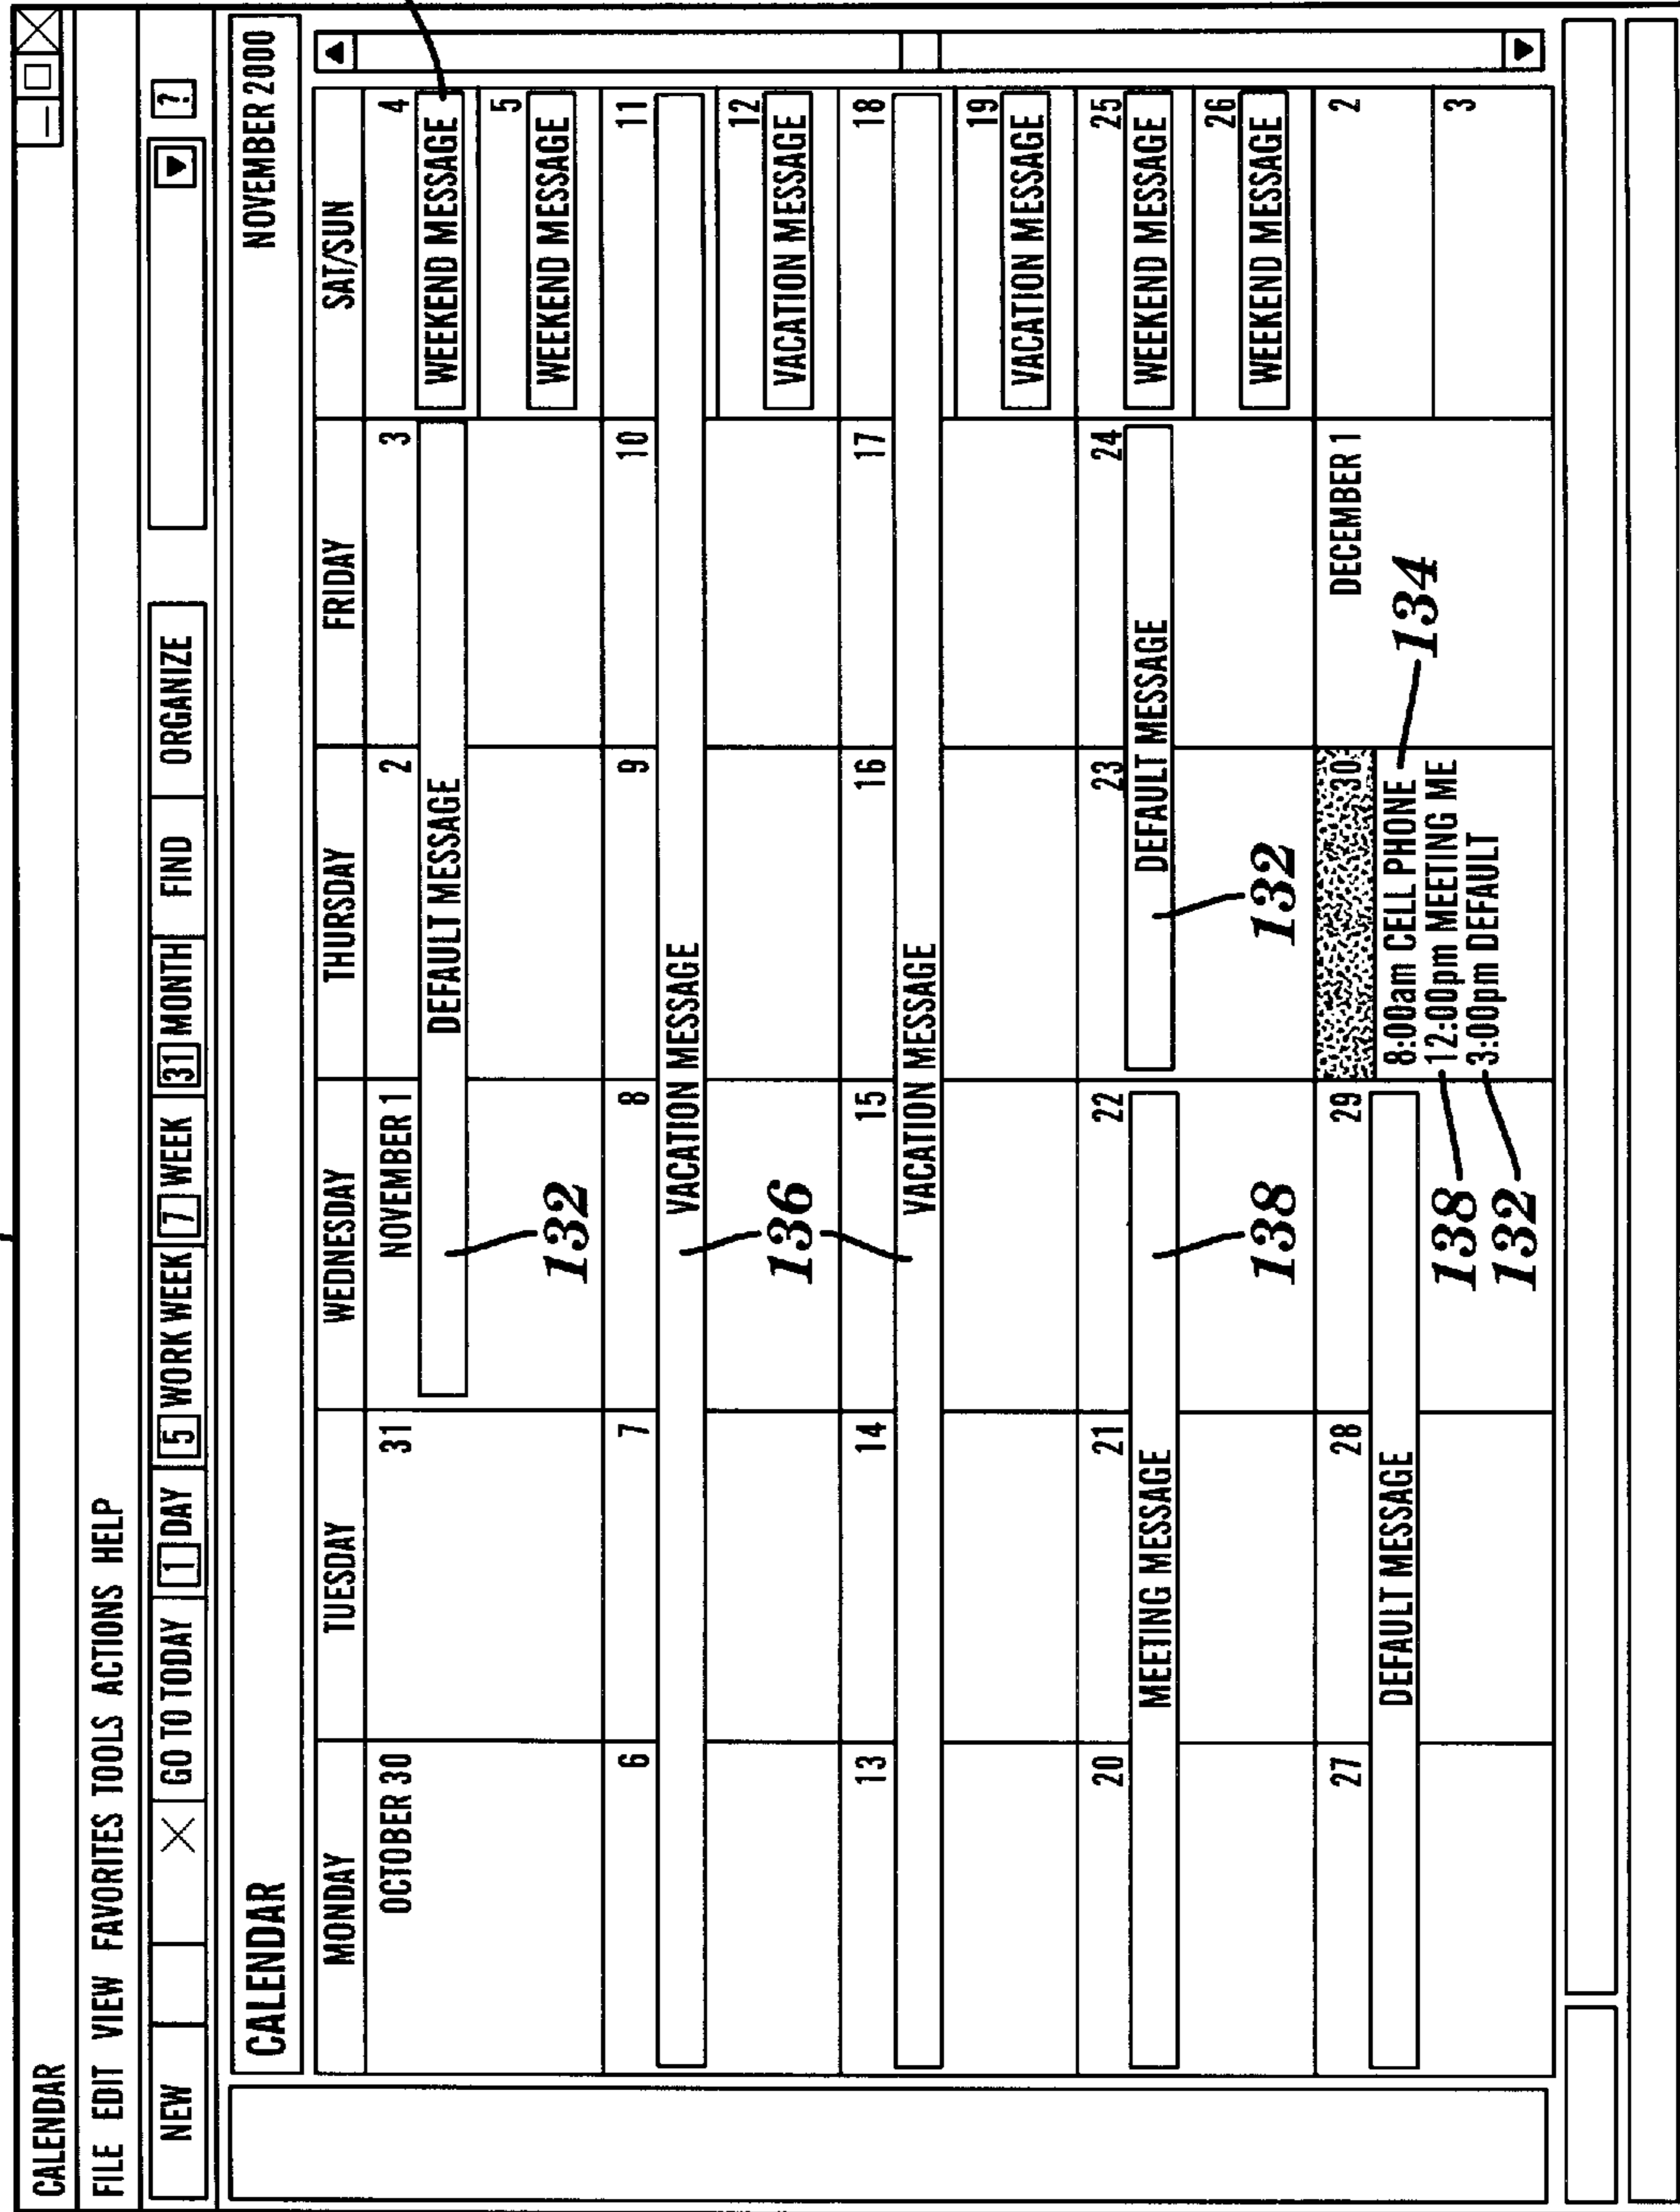 CALENDAR
FILE EDIT VIEW FAVORITES TOOLS ACTIONS HELP
NEW GO TO TODAY 1 DAY 5 WORK WEEK 7 WEEK 31 MONTH FIND ORGANIZE ?
CALENDAR NOVEMBER 2000
MONDAY TUESDAY WEDNESDAY THURSDAY FRIDAY SAT/SUN
OCTOBER 30 31 NOVEMBER 1 2 3 4
DEFAULT MESSAGE WEEKEND MESSAGE
5
132 WEEKEND MESSAGE
6 7 8 9 10 11
VACATION MESSAGE
12
136 VACATION MESSAGE
13 14 15 16 17 18
VACATION MESSAGE
19
VACATION MESSAGE
20 21 22 23 24 25
MEETING MESSAGE DEFAULT MESSAGE WEEKEND MESSAGE
26
138 132 WEEKEND MESSAGE
27 28 29 30 DECEMBER 1 2
DEFAULT MESSAGE 8:00am CELL PHONE 134
138 12:00pm MEETING ME 3
132 3:00pm DEFAULT